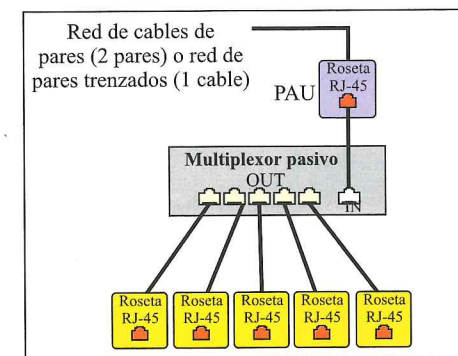 Red de cables de
pares (2 pares) o red de
pares trenzados (1 cable)
PAU
Roseta
RJ-45
Multiplexor pasivo
OUT
IN
Roseta
RJ-45
Roseta
RJ-45
Roseta
RJ-45
Roseta
RJ-45
Roseta
RJ-45